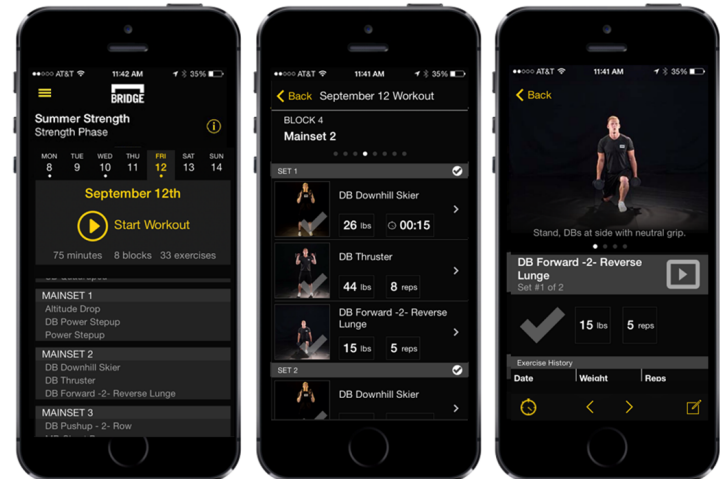 AT&T 11:42 AM 35%
BRIDGE
Summer Strength
Strength Phase
MON TUE WED THU FRI SAT SUN
8 9 10 11 12 13 14
September 12th
Start Workout
75 minutes 8 blocks 33 exercises
MAINSET 1
Altitude Drop
DB Power Stepup
Power Stepup
MAINSET 2
DB Downhill Skier
DB Thruster
DB Forward -2- Reverse Lunge
MAINSET 3
DB Pushup - 2- Row
AT&T 11:41 AM 35%
Back September 12 Workout
BLOCK 4
Mainset 2
SET 1
DB Downhill Skier
26 lbs 00:15
DB Thruster
44 lbs 8 reps
DB Forward -2- Reverse
Lunge
15 lbs 5 reps
SET 2
DB Downhill Skier
AT&T 11:41 AM 35%
Back
Stand, DBs at side with neutral grip.
DB Forward -2- Reverse
Lunge
Set #1 of 2
15 lbs 5 reps
Exercise History
Date Weight Reps